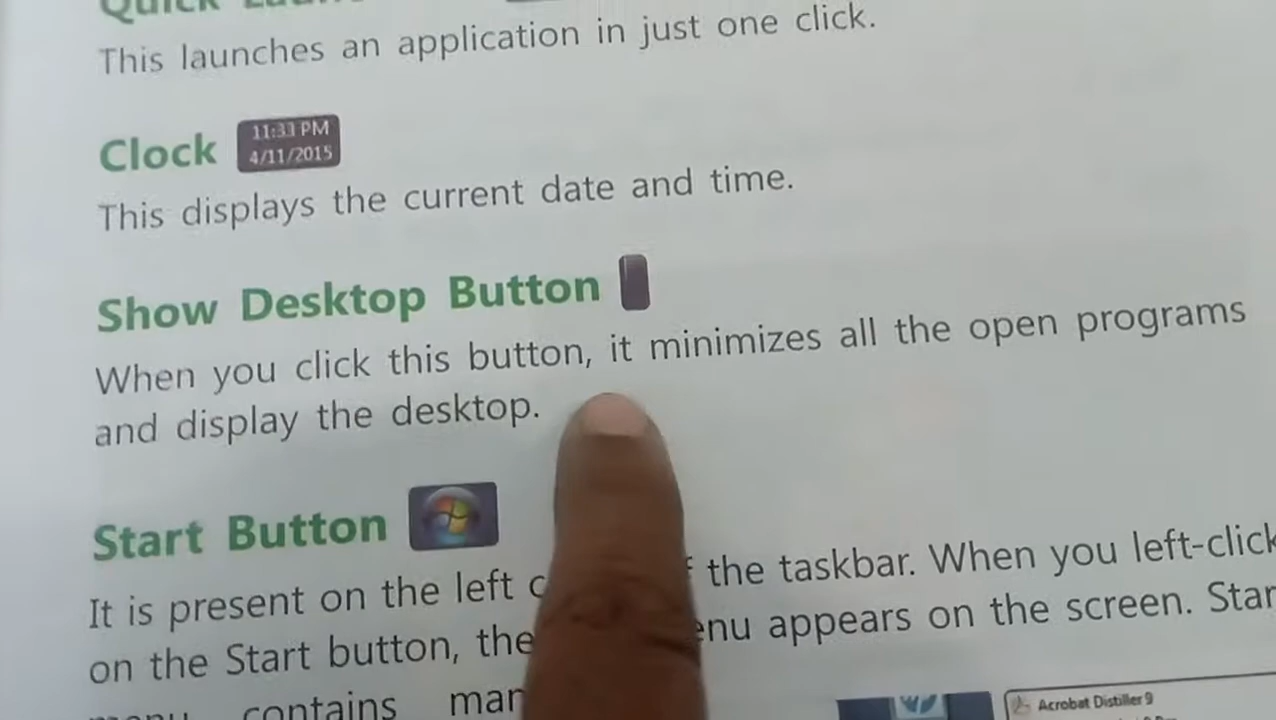 Quick
This launches an application in just one click.
Clock 11:33 PM
4/11/2015
This displays the current date and time.
Show Desktop Button
When you click this button, it minimizes all the open programs
and display the desktop.
Start Button
It is present on the left the taskbar. When you left-click
on the Start button, the appears on the screen.
contains
Acrobat Distiller 9